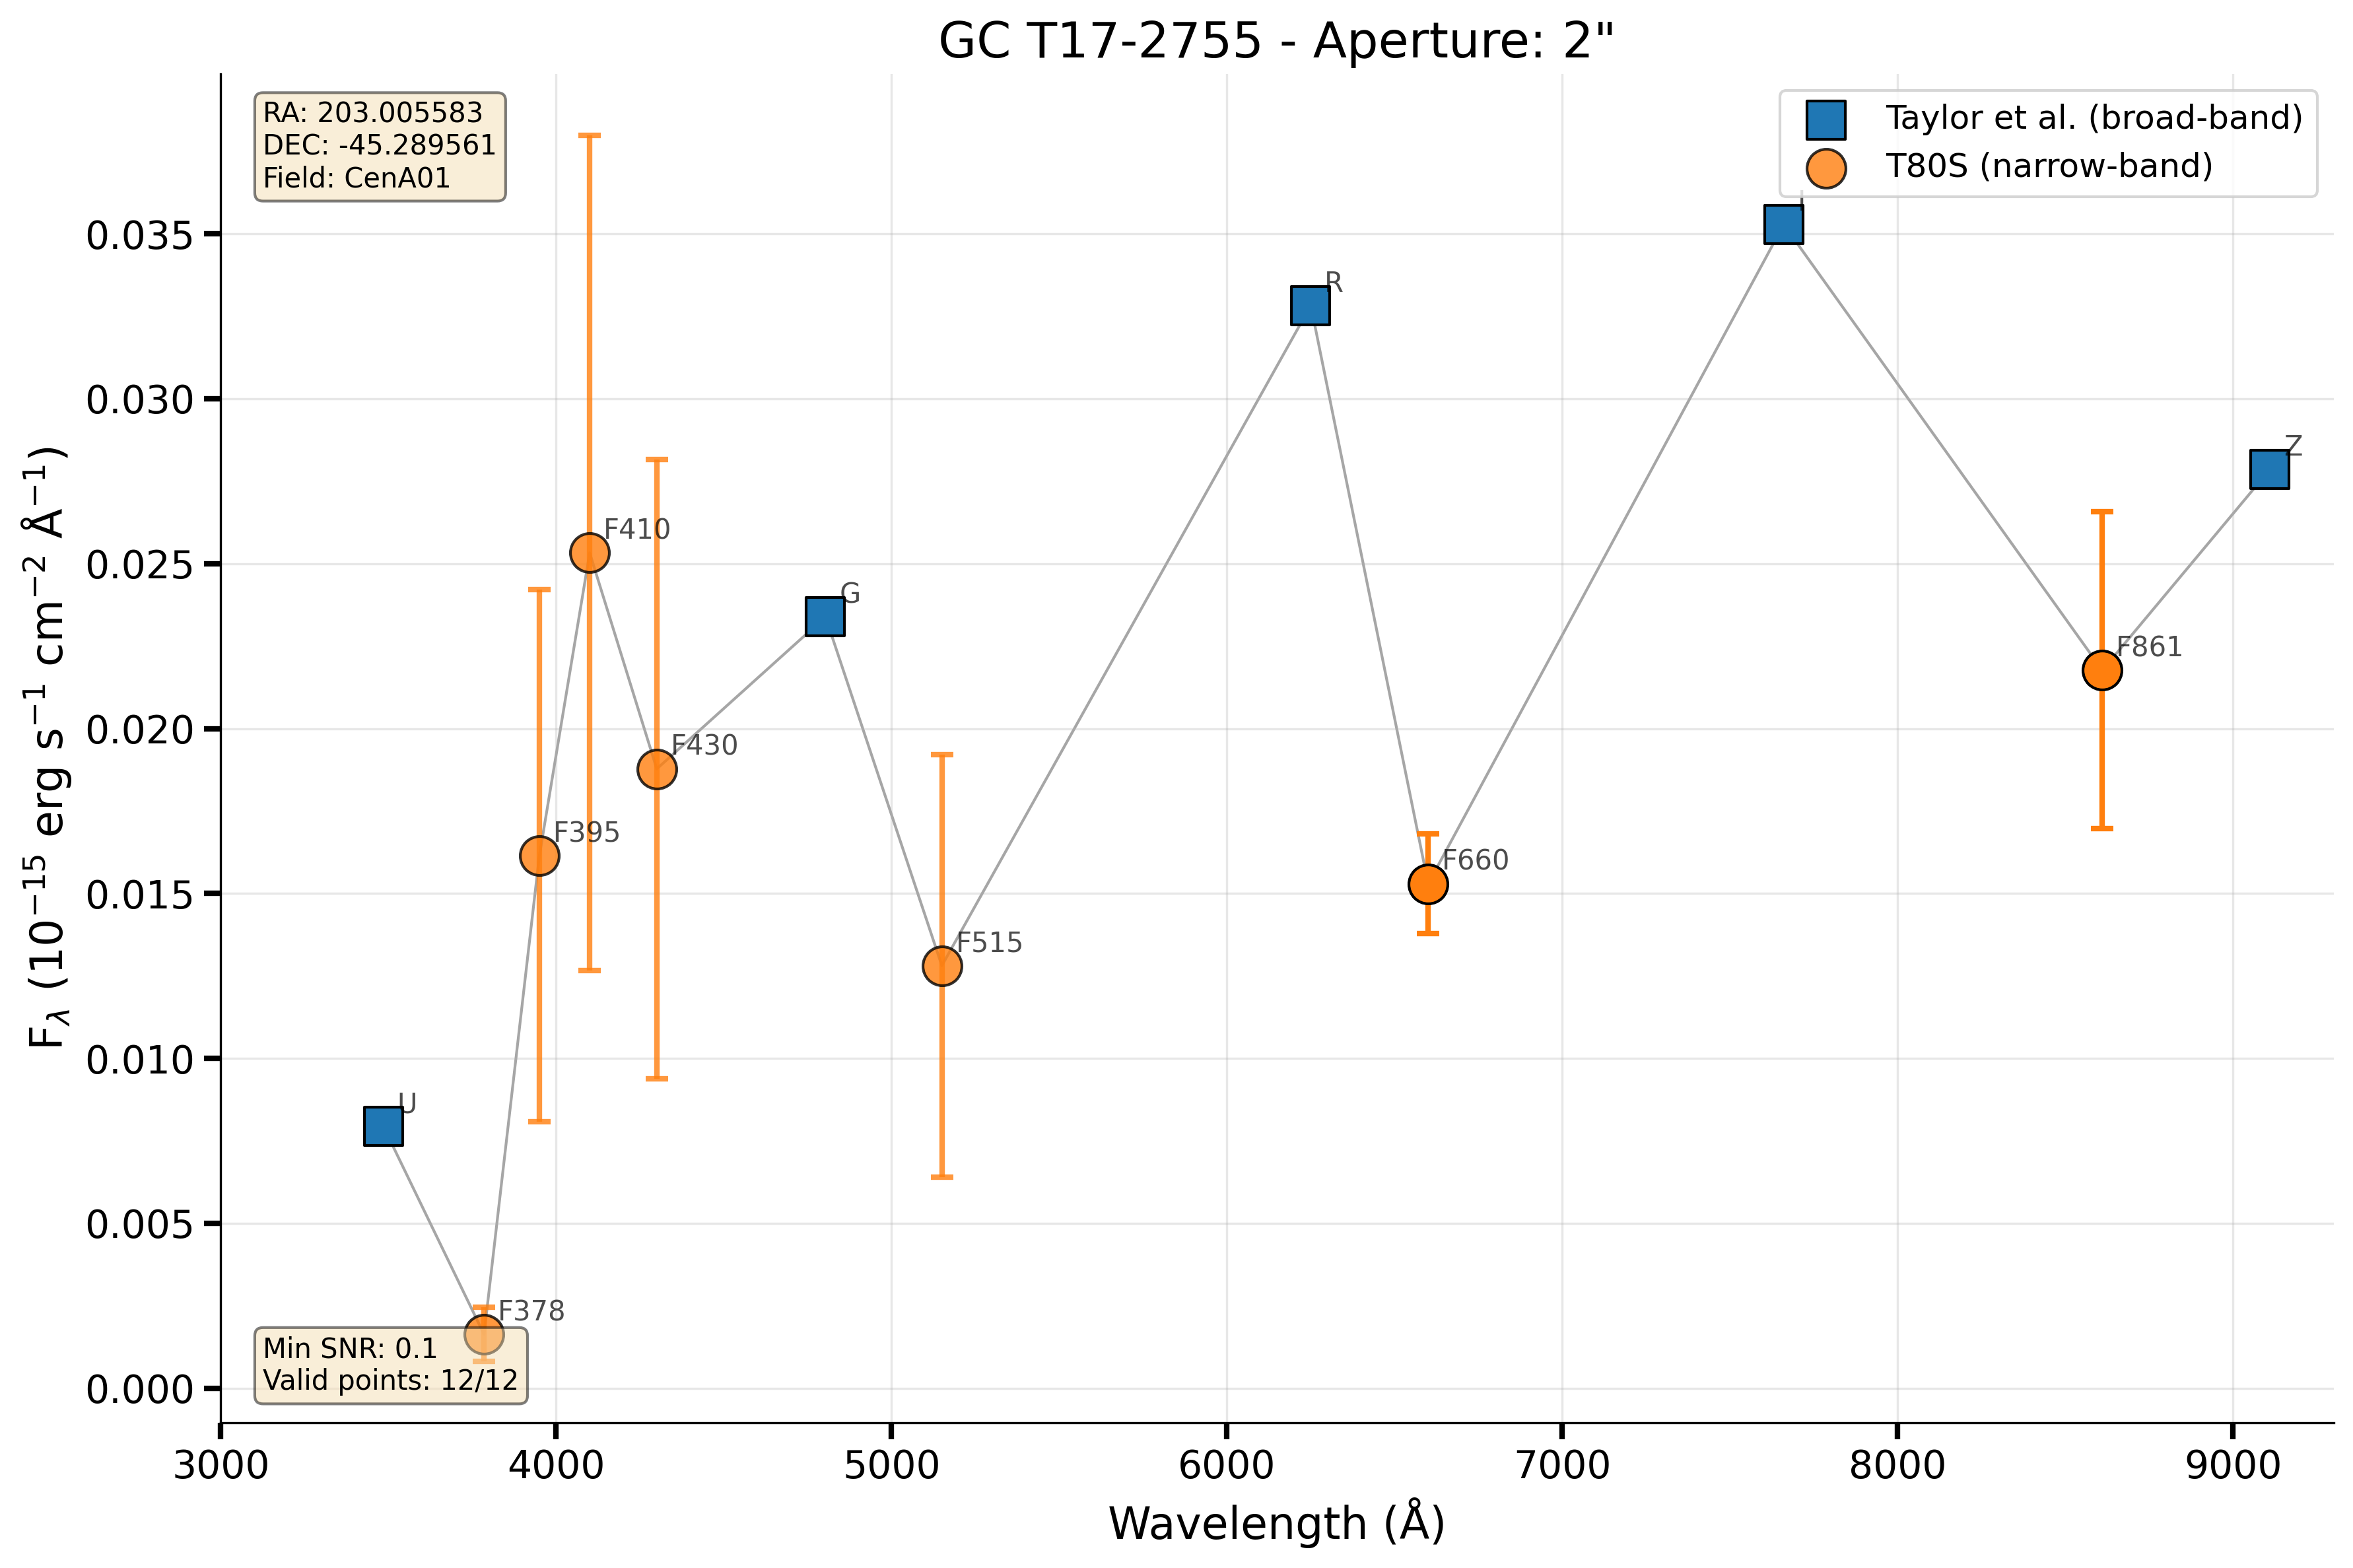 GC T17-2755 - Aperture: 2"
RA: 203.005583
DEC: -45.289561
Field: CenA01
Taylor et al. (broad-band)
T80S (narrow-band)
F_λ (10⁻¹⁵ erg s⁻¹ cm⁻² Å⁻¹)
0.035
0.030
0.025
0.020
0.015
0.010
0.005
0.000
R
Z
F410
G
F861
F430
F395
F660
F515
U
F378
Min SNR: 0.1
Valid points: 12/12
3000
4000
5000
6000
7000
8000
9000
Wavelength (Å)